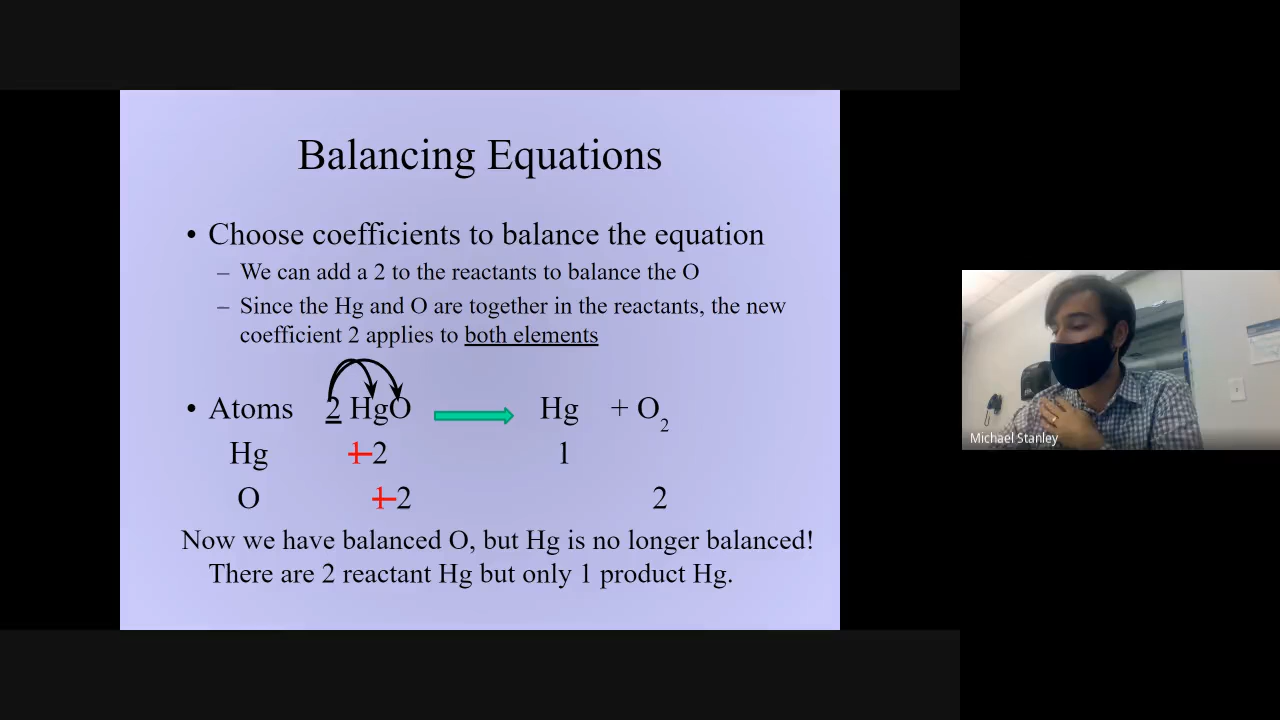 Balancing Equations
• Choose coefficients to balance the equation
– We can add a 2 to the reactants to balance the O
– Since the Hg and O are together in the reactants, the new
coefficient 2 applies to both elements
• Atoms 2 HgO Hg + O2
Hg 1 2 1
O 1 2 2
Now we have balanced O, but Hg is no longer balanced!
There are 2 reactant Hg but only 1 product Hg.
Michael Stanley